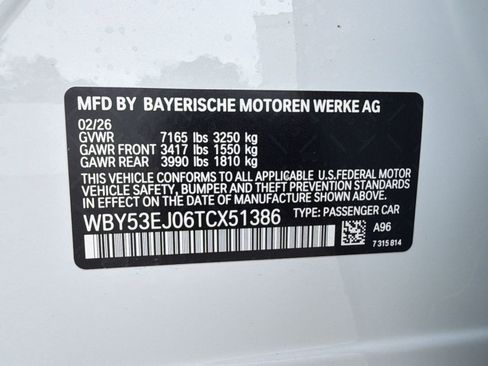 MFD BY BAYERISCHE MOTOREN WERKE AG
02/26
GVWR 7165 lbs 3250 kg
GAWR FRONT 3417 lbs 1550 kg
GAWR REAR 3990 lbs 1810 kg
THIS VEHICLE CONFORMS TO ALL APPLICABLE U.S.FEDERAL MOTOR
VEHICLE SAFETY, BUMPER AND THEFT PREVENTION STANDARDS
IN EFFECT ON THE DATE OF MANUFACTURE SHOWN ABOVE.
WBY53EJ06TCX51386 TYPE: PASSENGER CAR
A96
7 315 814